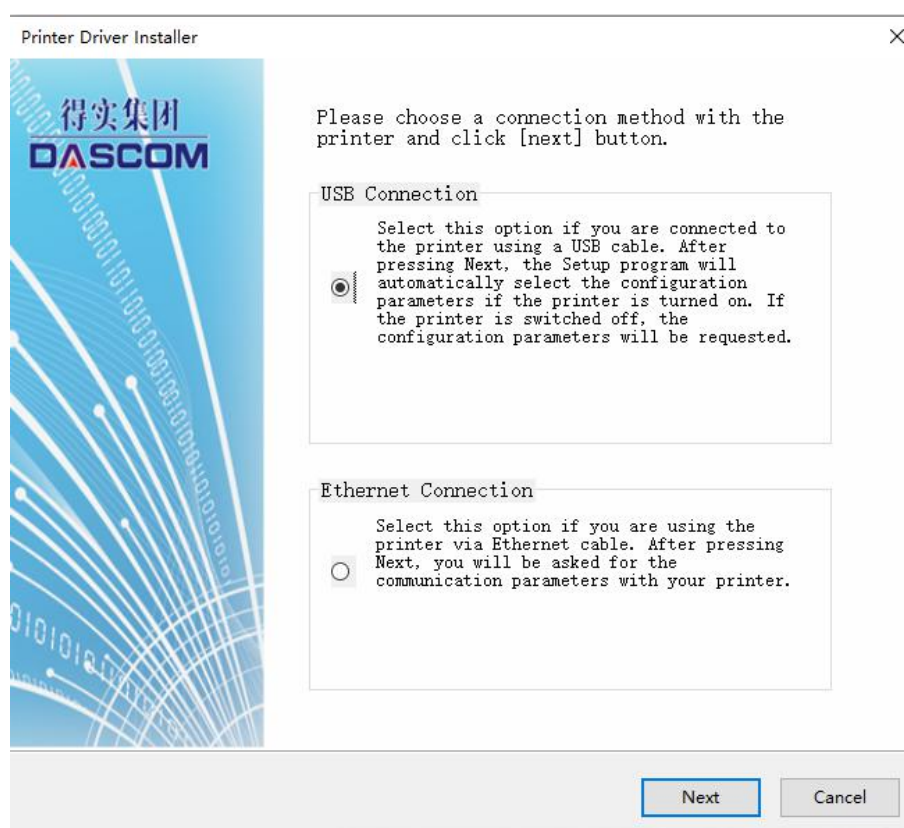 Printer Driver Installer
得实集团
DASCOM
Please choose a connection method with the
printer and click [next] button.
USB Connection
Select this option if you are connected to
the printer using a USB cable. After
pressing Next, the Setup program will
automatically select the configuration
parameters if the printer is turned on. If
the printer is switched off, the
configuration parameters will be requested.
Ethernet Connection
Select this option if you are using the
printer via Ethernet cable. After pressing
Next, you will be asked for the
communication parameters with your printer.
Next
Cancel